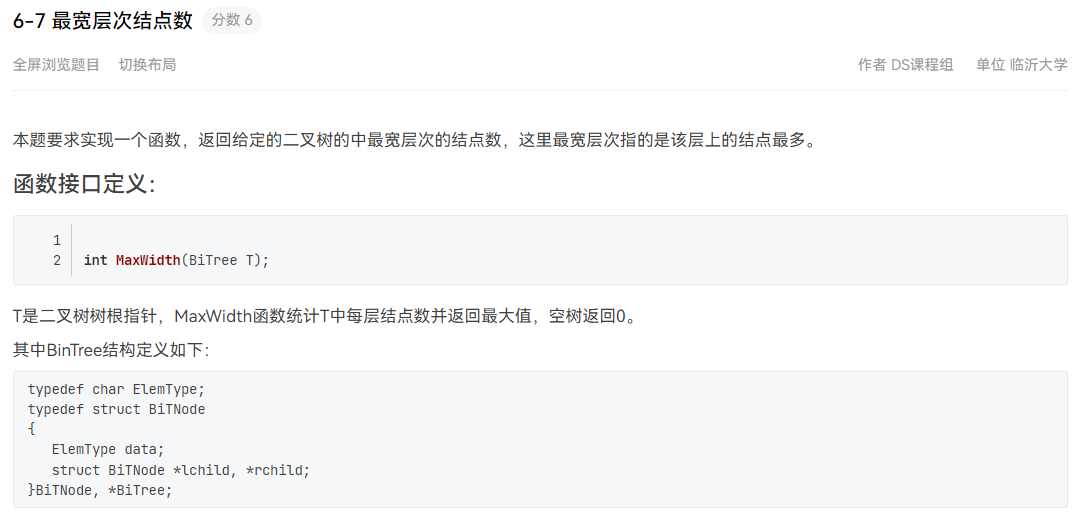 6-7 最宽层次结点数 分数 6
全屏浏览题目 切换布局 作者 DS课程组 单位 临沂大学
本题要求实现一个函数，返回给定的二叉树的中最宽层次的结点数，这里最宽层次指的是该层上的结点最多。
函数接口定义：
1
2 int MaxWidth(BiTree T);
T是二叉树树根指针，MaxWidth函数统计T中每层结点数并返回最大值，空树返回0。
其中BinTree结构定义如下：
typedef char ElemType;
typedef struct BiTNode
{
ElemType data;
struct BiTNode *lchild, *rchild;
}BiTNode, *BiTree;